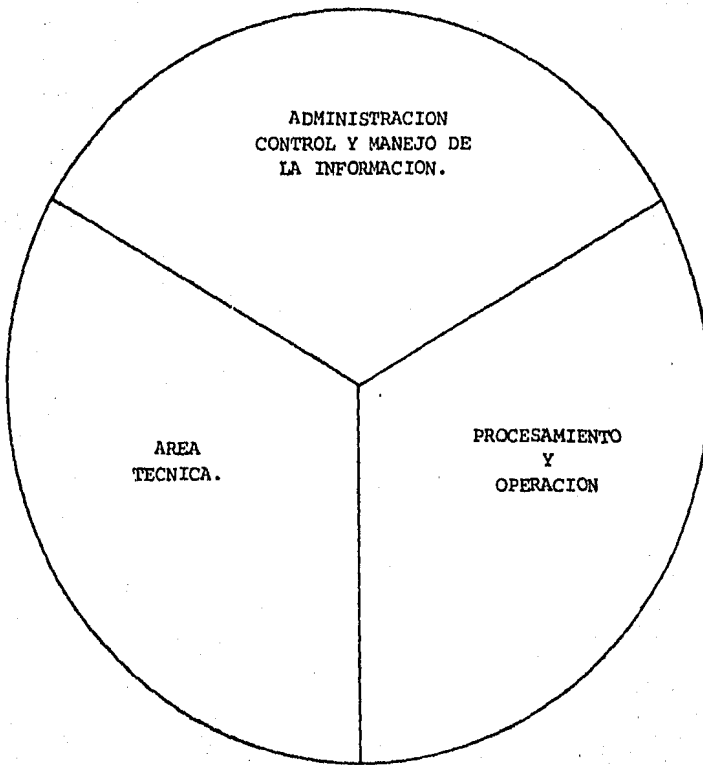 ADMINISTRACION
CONTROL Y MANEJO DE
LA INFORMACION.
AREA
TECNICA.
PROCESAMIENTO
Y
OPERACION